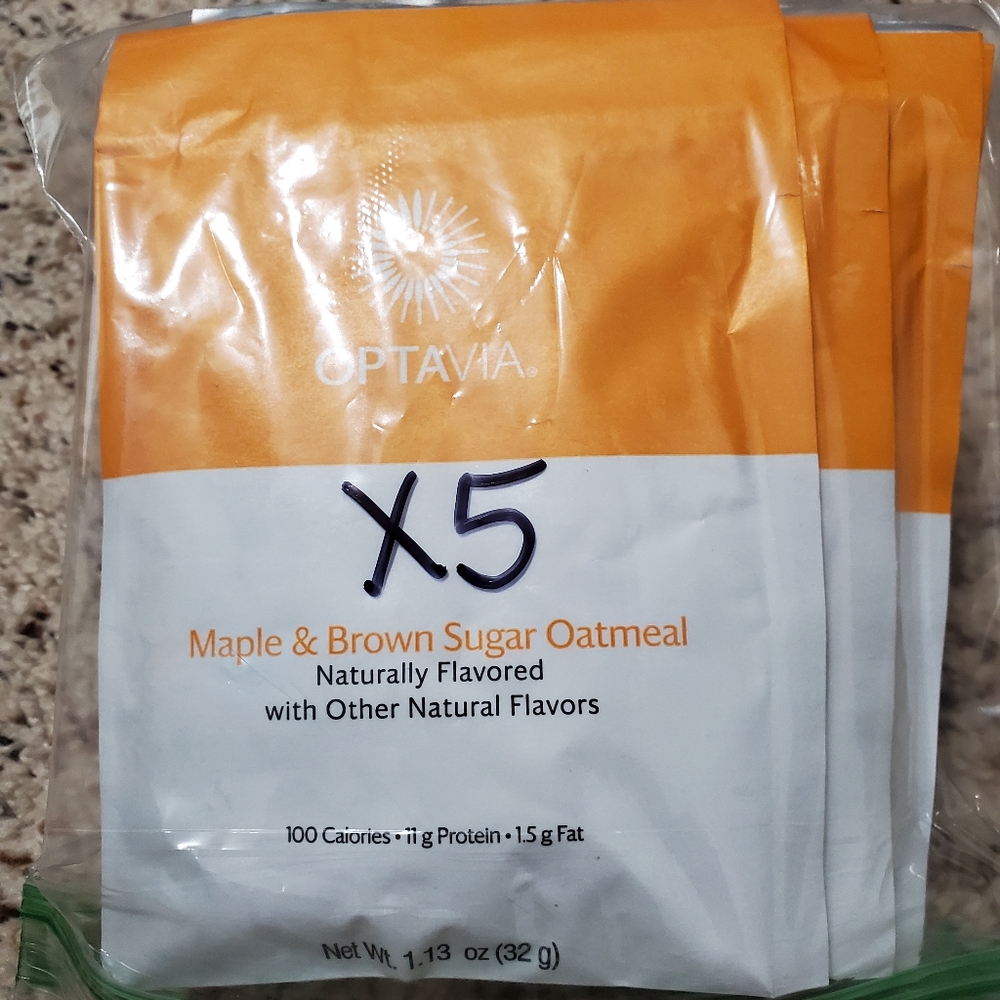 OPTAVIA®
X5
Maple & Brown Sugar Oatmeal
Naturally Flavored
with Other Natural Flavors
100 Calories • 11 g Protein • 1.5 g Fat
Net Wt. 1.13 oz (32 g)